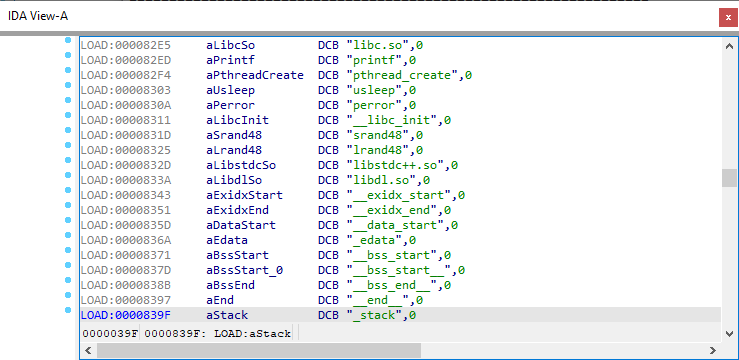 IDA View-A
LOAD:000082E5 aLibcSo DCB "libc.so",0
LOAD:000082ED aPrintf DCB "printf",0
LOAD:000082F4 aPthreadCreate DCB "pthread_create",0
LOAD:00008303 aUsleep DCB "usleep",0
LOAD:0000830A aPerror DCB "perror",0
LOAD:00008311 aLibcInit DCB "__libc_init",0
LOAD:0000831D aSrand48 DCB "srand48",0
LOAD:00008325 aLrand48 DCB "lrand48",0
LOAD:0000832D aLibstdcSo DCB "libstdc++.so",0
LOAD:0000833A aLibdlSo DCB "libdl.so",0
LOAD:00008343 aExidxStart DCB "__exidx_start",0
LOAD:00008351 aExidxEnd DCB "__exidx_end",0
LOAD:0000835D aDataStart DCB "__data_start",0
LOAD:0000836A aEdata DCB "_edata",0
LOAD:00008371 aBssStart DCB "__bss_start",0
LOAD:0000837D aBssStart_0 DCB "__bss_start__",0
LOAD:0000838B aBssEnd DCB "__bss_end__",0
LOAD:00008397 aEnd DCB "__end__",0
LOAD:0000839F aStack DCB "_stack",0
0000039F 0000839F: LOAD:aStack